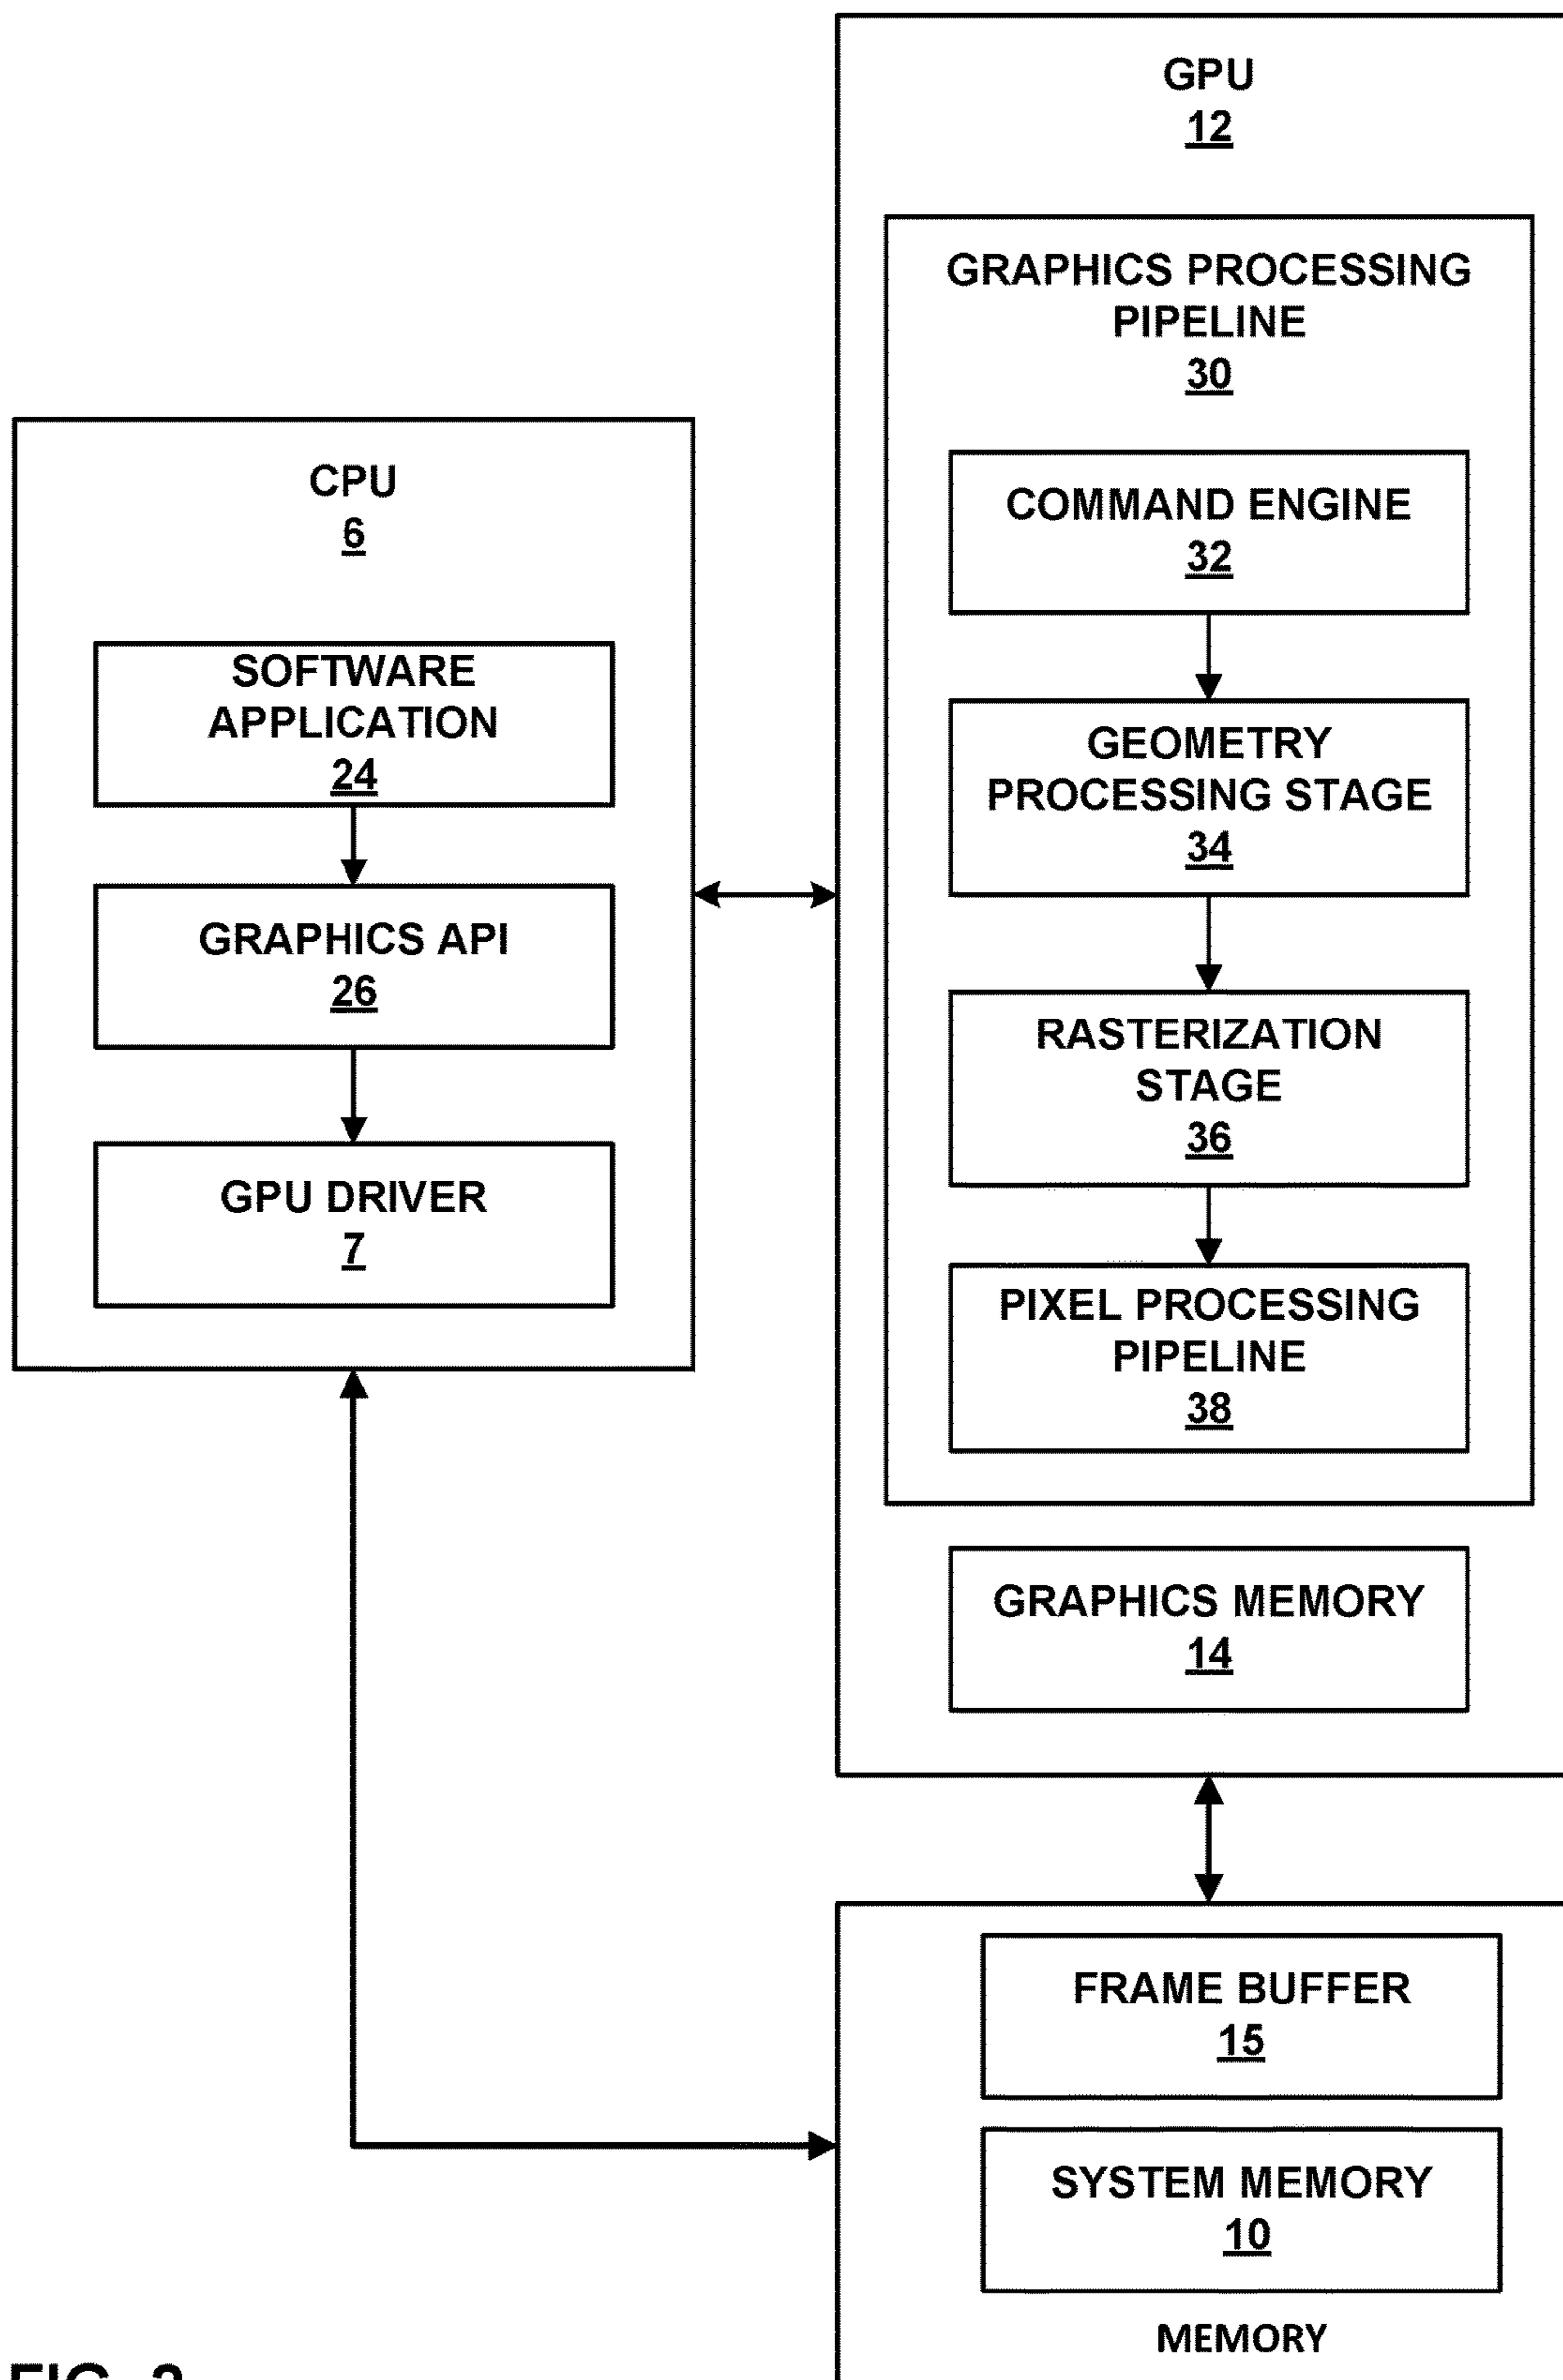 GPU
12
GRAPHICS PROCESSING
PIPELINE
30
COMMAND ENGINE
32
GEOMETRY
PROCESSING STAGE
34
RASTERIZATION
STAGE
36
PIXEL PROCESSING
PIPELINE
38
GRAPHICS MEMORY
14
CPU
6
SOFTWARE
APPLICATION
24
GRAPHICS API
26
GPU DRIVER
7
FRAME BUFFER
15
SYSTEM MEMORY
10
MEMORY